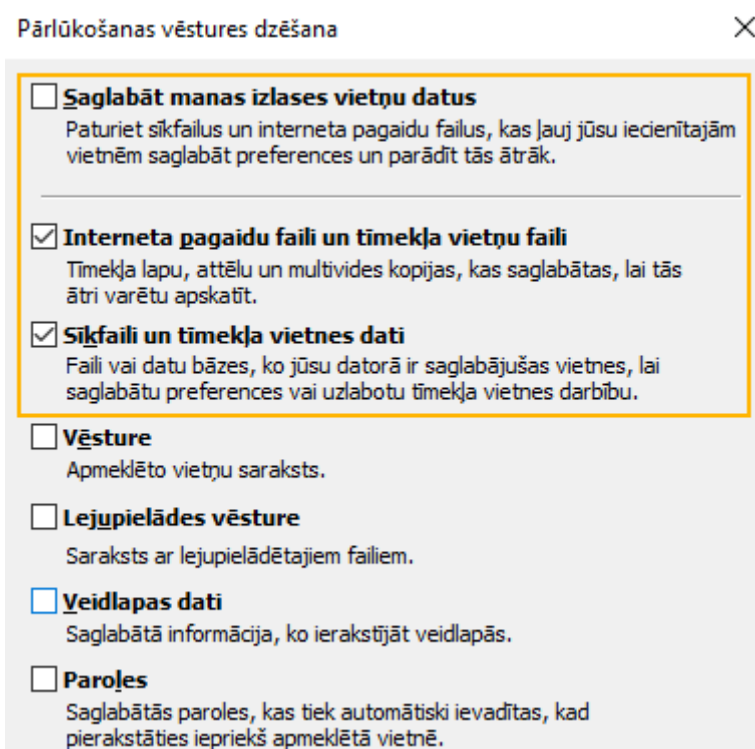 Pārlūkošanas vēstures dzēšana
Saglabāt manas izlases vietņu datus
Paturiet sīkfailus un interneta pagaidu failus, kas ļauj jūsu iecienītajām
vietnēm saglabāt preferences un parādīt tās ātrāk.
Interneta pagaidu faili un tīmekļa vietņu faili
Tīmekļa lapu, attēlu un multivides kopijas, kas saglabātas, lai tās
ātri varētu apskatīt.
Sīkfaili un tīmekļa vietnes dati
Faili vai datu bāzes, ko jūsu datorā ir saglabājušas vietnes, lai
saglabātu preferences vai uzlabotu tīmekļa vietnes darbību.
Vēsture
Apmeklēto vietņu saraksts.
Lejupielādes vēsture
Saraksts ar lejupielādētajiem failiem.
Veidlapas dati
Saglabātā informācija, ko ierakstījāt veidlapās.
Paroļes
Saglabātās paroles, kas tiek automātiski ievadītas, kad
pierakstāties iepriekš apmeklētā vietnē.